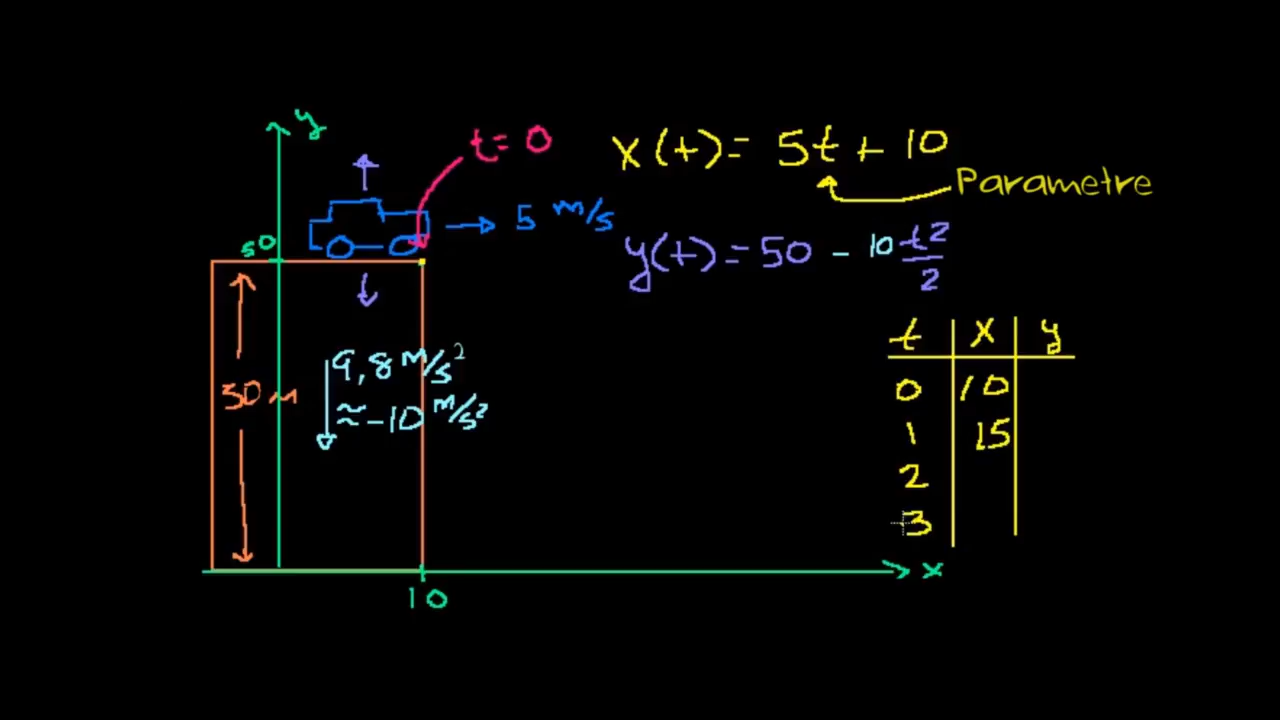 y
t= 0
x(t)= 5t + 10
Parametre
5 m/s
50
y(t) = 50 - 10 t²/2
t x y
0 10
1 15
2
3
9,8 m/s²
≈ -10 m/s²
50 m
10
x